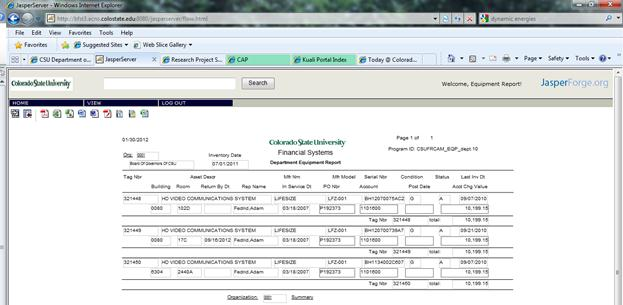 JasperServer - Windows Internet Explorer
http://bfst3.acns.colostate.edu:8080/jasperserver/flow.html
dynamic energies
File Edit View Favorites Tools Help
Favorites Suggested Sites Web Slice Gallery
CSU Department o... JasperServer Research Project S... CAP Kuali Portal Index Today @ Colorad... Page Safety Tools
Colorado State University Search Welcome, Equipment Report! JasperForge.org
HOME VIEW LOG OUT
01/30/2012 Colorado State University Page 1 of 1
Financial Systems Program ID: CSUFRCAM_EQP_dept.10
Org: 0001 Inventory Date Department Equipment Report
Board Of Governors Of CSU 07/01/2011
Tag Nbr Asset Descr Mfr Nm Mfr Model Serial Nbr Condition Status Last Inv Dt
Building Room Return By Dt Rep Name In Service Dt PO Nbr Account Post Date Acct Chg Value
321448 HD VIDEO COMMUNICATIONS SYSTEM LIFESIZE LFZ-001 BH12070075AC2 G A 09/07/2010
0080 102D Fedrid,Adam 03/18/2007 P192373 1101600 10,199.15
Tag Nbr 321448 total: 10,199.15
321449 HD VIDEO COMMUNICATIONS SYSTEM LIFESIZE LFZ-001 BH120700738A7 G A 09/21/2010
0080 17C 09/16/2012 Fedrid,Adam 03/18/2007 P192373 1101600 10,199.15
Tag Nbr 321449 total: 10,199.15
321450 HD VIDEO COMMUNICATIONS SYSTEM LIFESIZE LFZ-001 BH1134002C607 G A 09/07/2010
6304 2440A Fedrid,Adam 03/18/2007 P192373 1101600 10,199.15
Tag Nbr 321450 total: 10,199.15
Organization: Summary